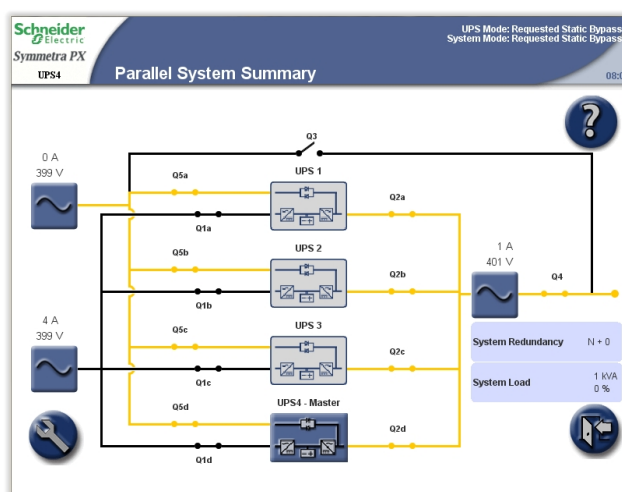 Schneider
Electric
Symmetra PX
UPS4
Parallel System Summary
UPS Mode: Requested Static Bypass
System Mode: Requested Static Bypass
08:0
?
Q3
0 A
399 V
Q5a
UPS 1
Q2a
Q1a
Q5b
UPS 2
Q2b
Q1b
1 A
401 V
Q4
4 A
399 V
Q5c
UPS 3
Q2c
Q1c
System Redundancy N + 0
System Load 1 kVA
0 %
Q5d
UPS4 - Master
Q2d
Q1d